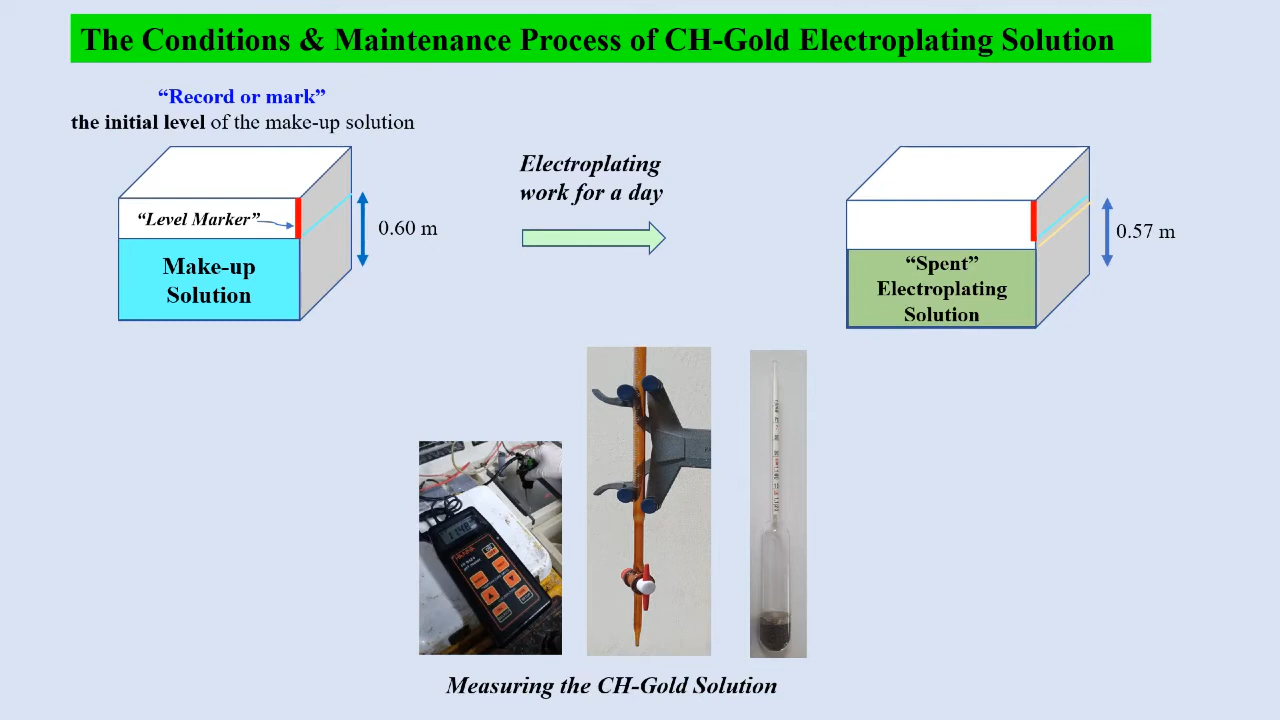 The Conditions & Maintenance Process of CH-Gold Electroplating Solution
“Record or mark”
the initial level of the make-up solution
“Level Marker”
0.60 m
Make-up
Solution
Electroplating
work for a day
0.57 m
“Spent”
Electroplating
Solution
Measuring the CH-Gold Solution